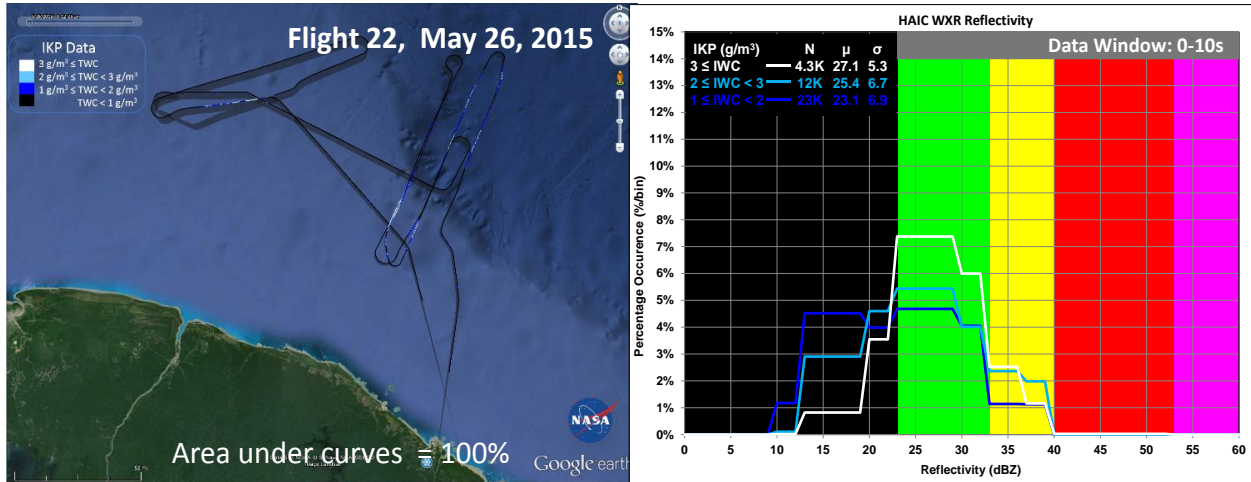 Flight 22, May 26, 2015
IKP Data
3 g/m³ ≤ TWC
2 g/m³ ≤ TWC < 3 g/m³
1 g/m³ ≤ TWC < 2 g/m³
TWC < 1 g/m³
NASA
Area under curves = 100%
Google earth
HAIC WXR Reflectivity
Data Window: 0-10s
IKP (g/m³) N µ σ
3 ≤ IWC 4.3K 27.1 5.3
2 ≤ IWC < 3 12K 25.4 6.7
1 ≤ IWC < 2 23K 23.1 6.9
Percentage Occurence (%/bin)
15%
14%
13%
12%
11%
10%
9%
8%
7%
6%
5%
4%
3%
2%
1%
0%
0 5 10 15 20 25 30 35 40 45 50 55 60
Reflectivity (dBZ)